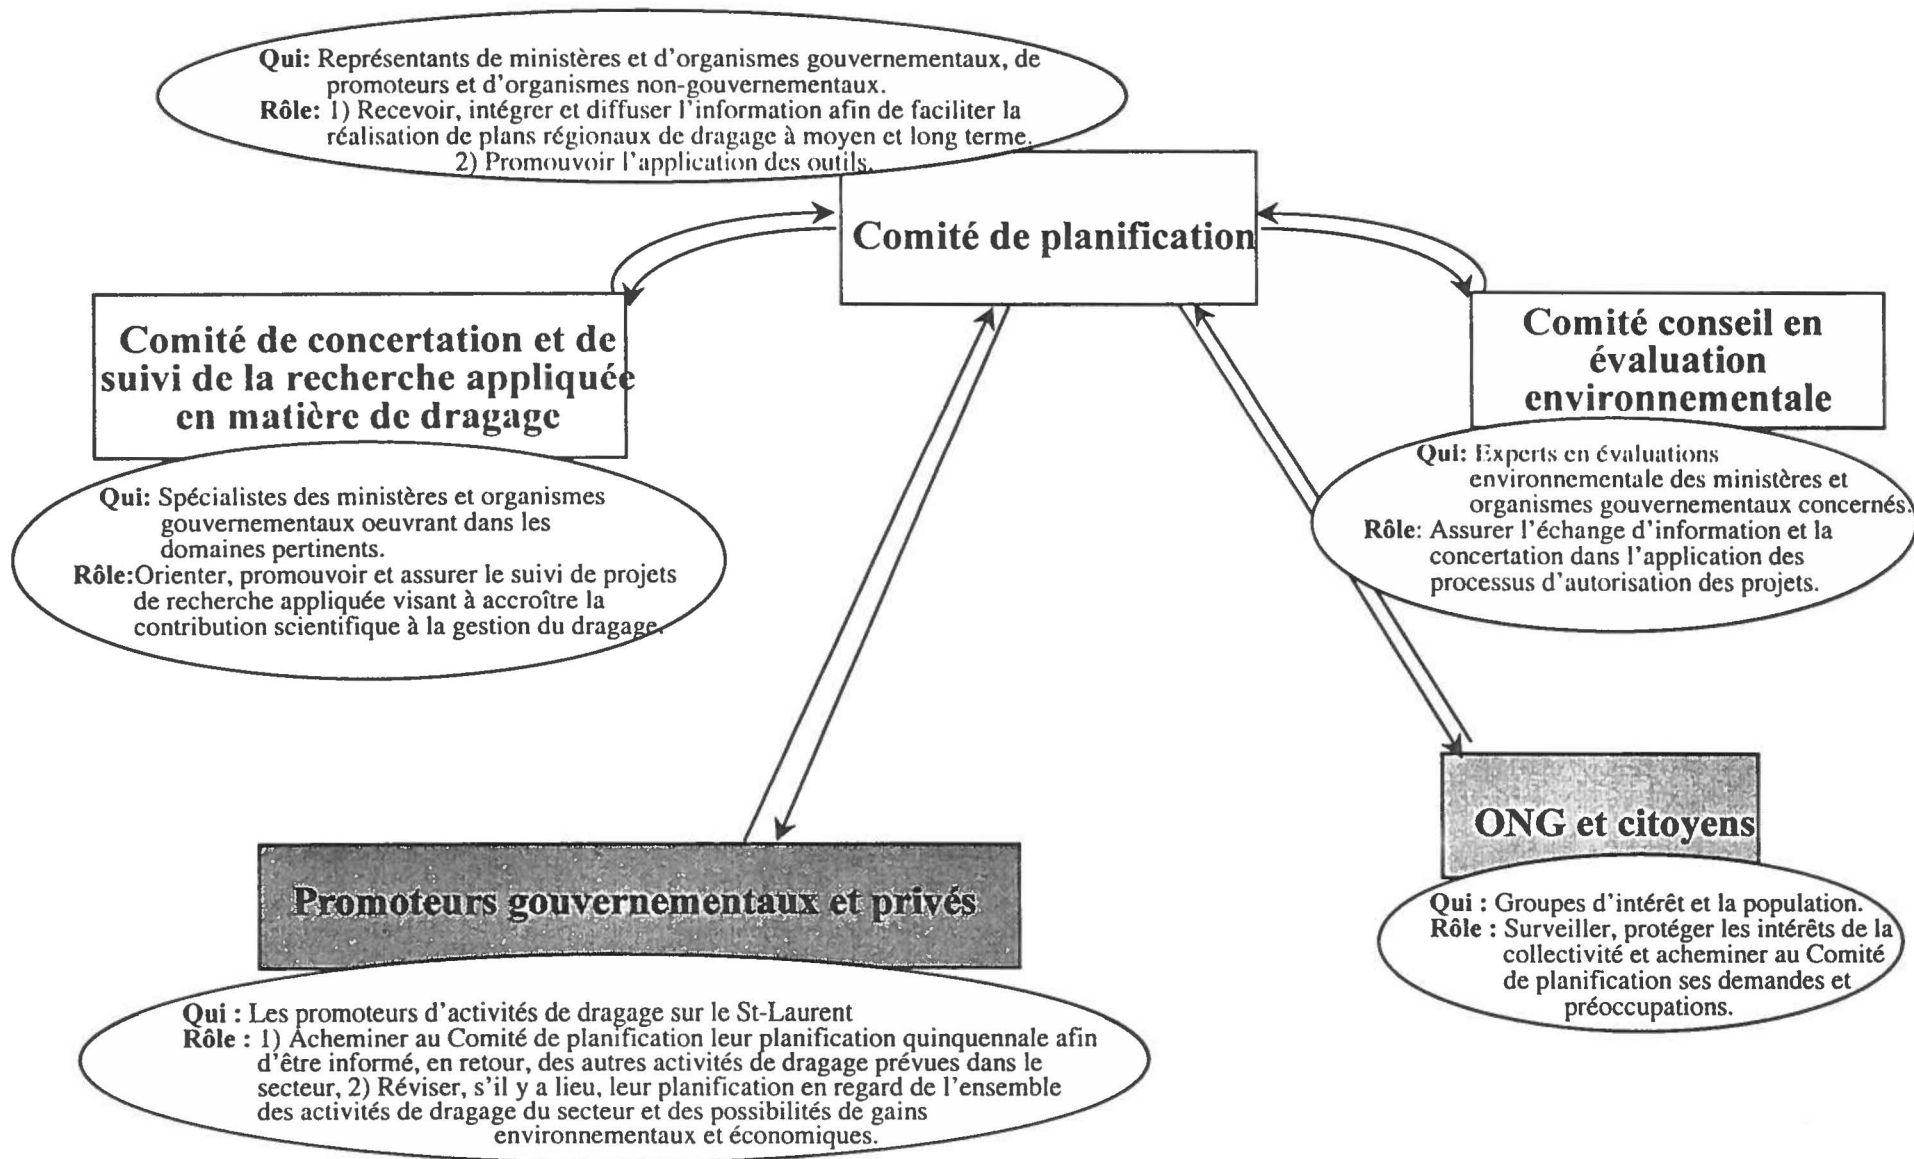 Qui: Représentants de ministères et d'organismes gouvernementaux, de
promoteurs et d'organismes non-gouvernementaux.
Rôle: 1) Recevoir, intégrer et diffuser l'information afin de faciliter la
réalisation de plans régionaux de dragage à moyen et long terme.
2) Promouvoir l'application des outils.
Comité de planification
Comité de concertation et de
suivi de la recherche appliquée
en matière de dragage
Qui: Spécialistes des ministères et organismes
gouvernementaux oeuvrant dans les
domaines pertinents.
Rôle:Orienter, promouvoir et assurer le suivi de projets
de recherche appliquée visant à accroître la
contribution scientifique à la gestion du dragage.
Comité conseil en
évaluation
environnementale
Qui: Experts en évaluations
environnementale des ministères et
organismes gouvernementaux concernés.
Rôle: Assurer l'échange d'information et la
concertation dans l'application des
processus d'autorisation des projets.
Promoteurs gouvernementaux et privés
Qui : Les promoteurs d'activités de dragage sur le St-Laurent
Rôle : 1) Acheminer au Comité de planification leur planification quinquennale afin
d'être informé, en retour, des autres activités de dragage prévues dans le
secteur, 2) Réviser, s'il y a lieu, leur planification en regard de l'ensemble
des activités de dragage du secteur et des possibilités de gains
environnementaux et économiques.
ONG et citoyens
Qui : Groupes d'intérêt et la population.
Rôle : Surveiller, protéger les intérêts de la
collectivité et acheminer au Comité
de planification ses demandes et
préoccupations.